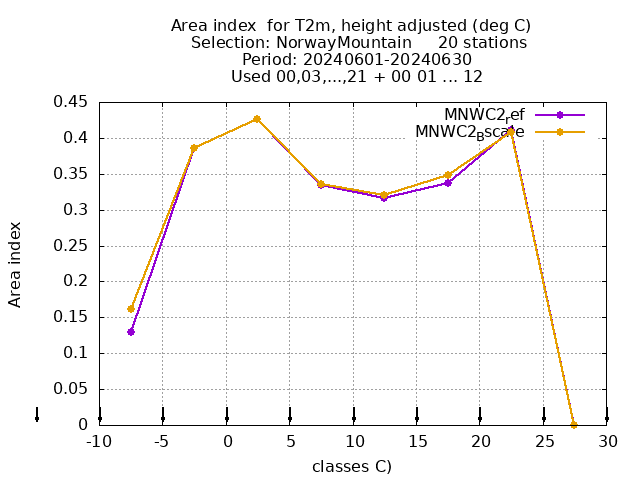 Area index  for T2m, height adjusted (deg C)
Selection: NorwayMountain     20 stations
Period: 20240601-20240630
Used 00,03,...,21 + 00 01 ... 12
MNWC2ref
MNWC2Bscare
0.45
0.4
0.35
0.3
0.25
0.2
0.15
0.1
0.05
0
Area index
-10 -5 0 5 10 15 20 25 30
classes C)